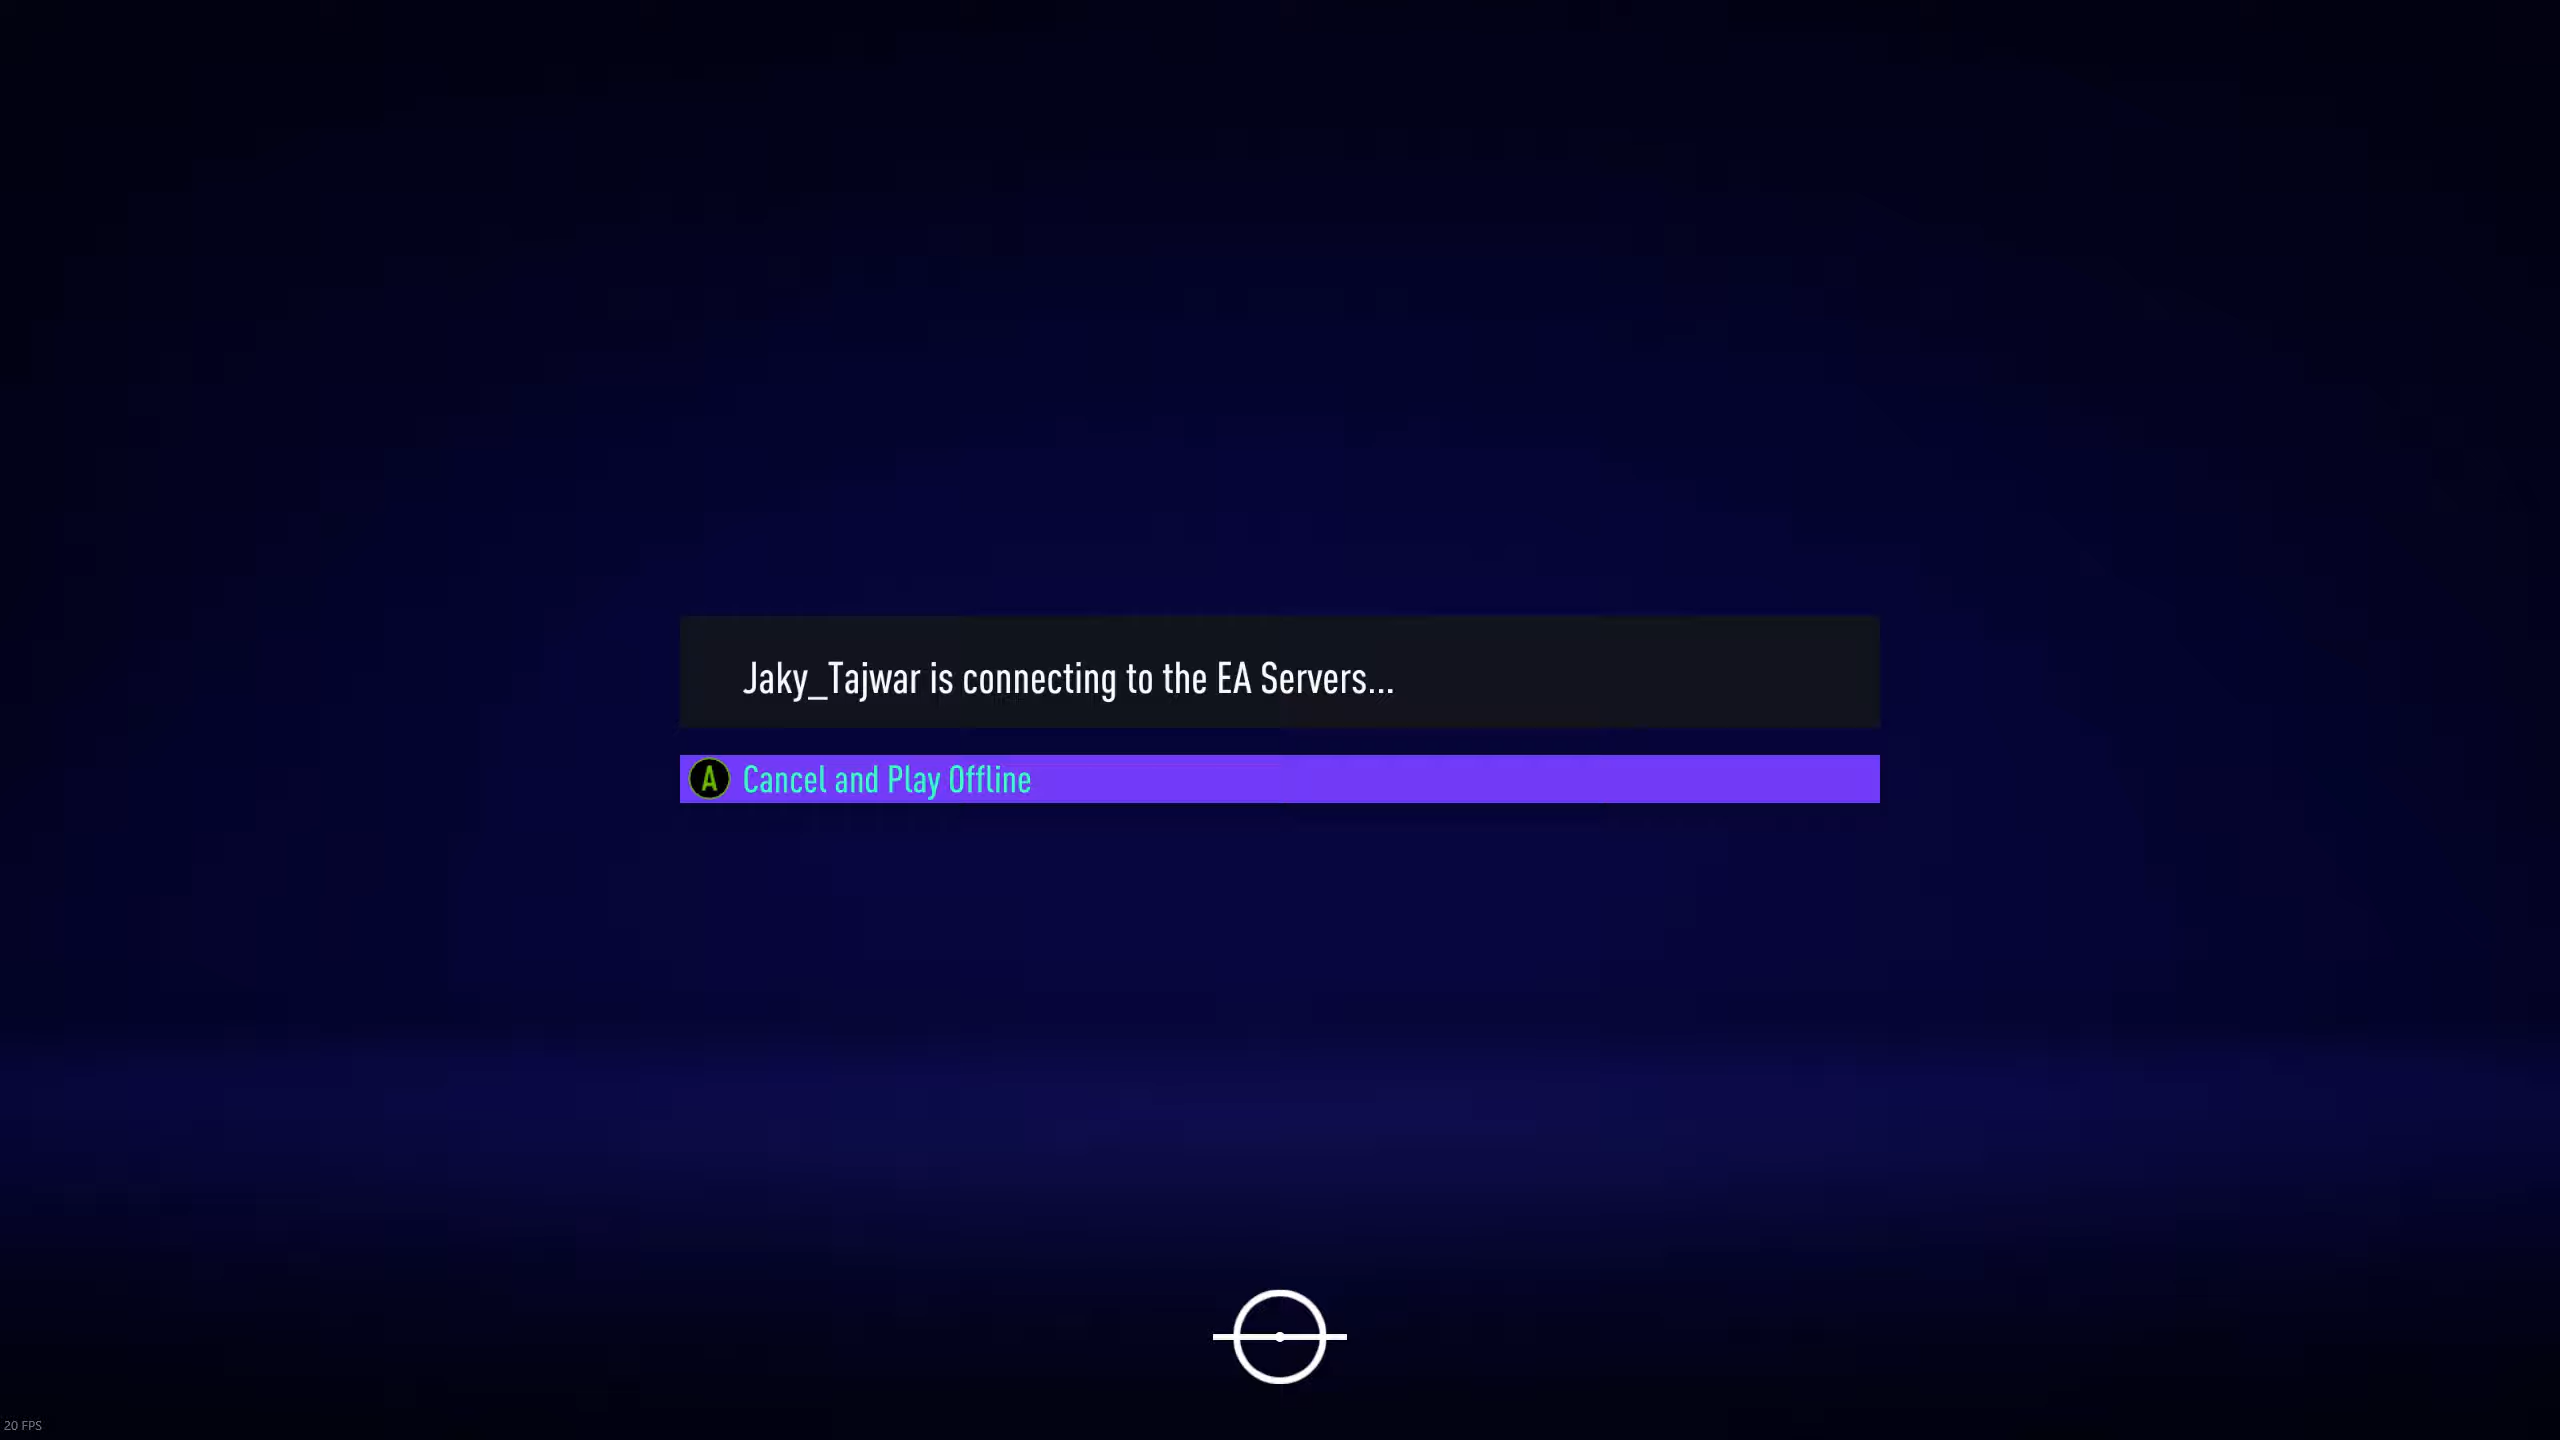 Jaky_Tajwar is connecting to the EA Servers...
A Cancel and Play Offline
20 FPS